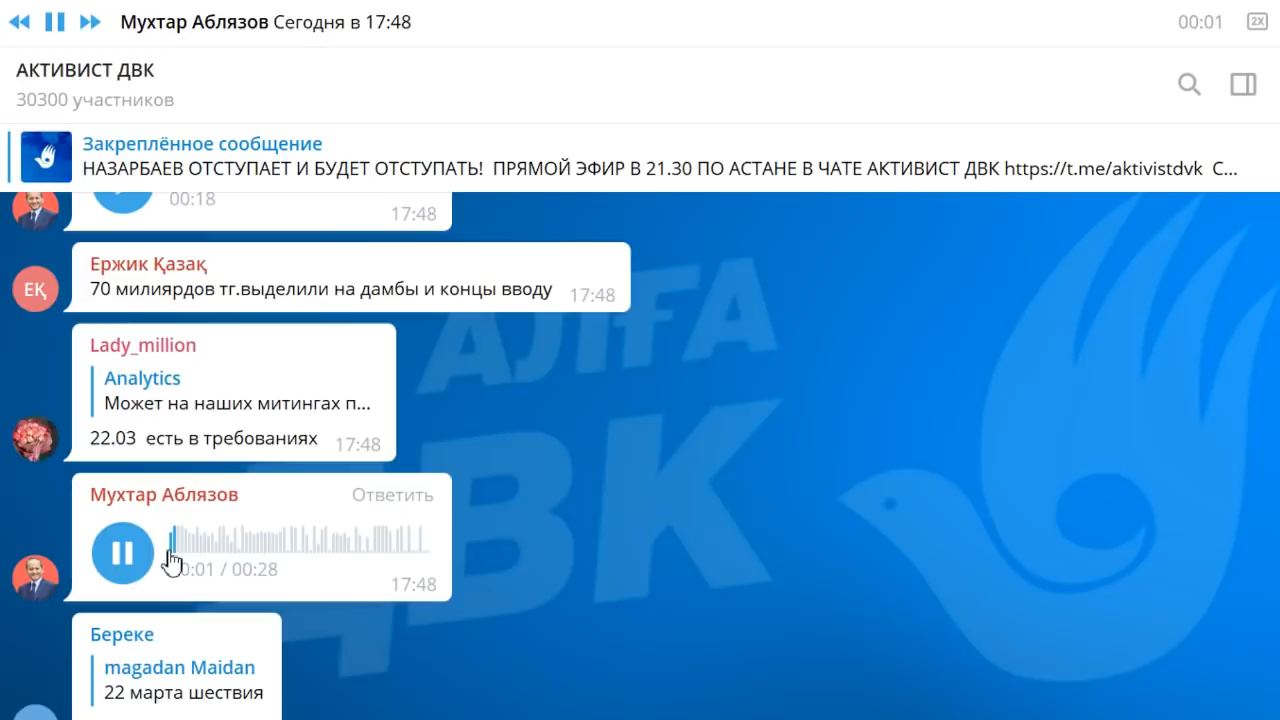 Мухтар Аблязов Сегодня в 17:48
00:01
2X
АКТИВИСТ ДВК
30300 участников
Закреплённое сообщение
НАЗАРБАЕВ ОТСТУПАЕТ И БУДЕТ ОТСТУПАТЬ! ПРЯМОЙ ЭФИР В 21.30 ПО АСТАНЕ В ЧАТЕ АКТИВИСТ ДВК https://t.me/aktivistdvk С...
00:18
17:48
ЕҚ
Ержик Қазақ
70 милиярдов тг.выделили на дамбы и концы вводу
17:48
Lady_million
Analytics
Может на наших митингах п...
22.03 есть в требованиях
17:48
Мухтар Аблязов
Ответить
0:01 / 00:28
17:48
Береке
magadan Maidan
22 марта шествия
АЛҒА
ДВК